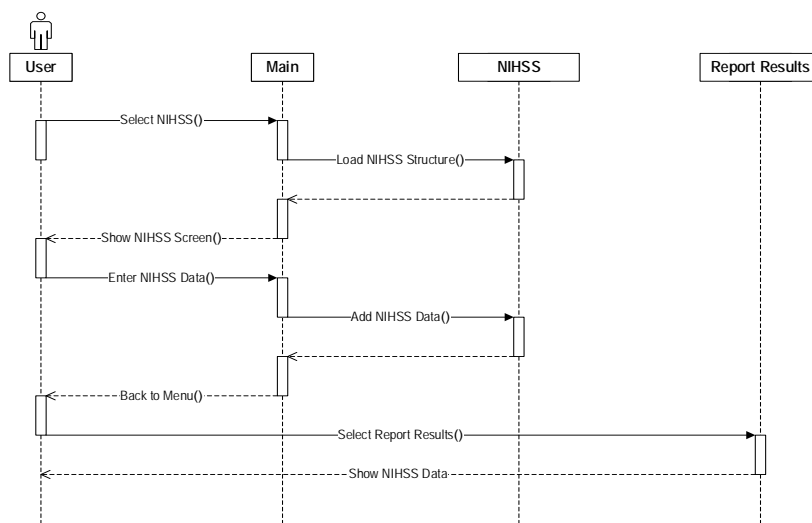 User
Main
NIHSS
Report Results
Select NIHSS()
Load NIHSS Structure()
Show NIHSS Screen()
Enter NIHSS Data()
Add NIHSS Data()
Back to Menu()
Select Report Results()
Show NIHSS Data